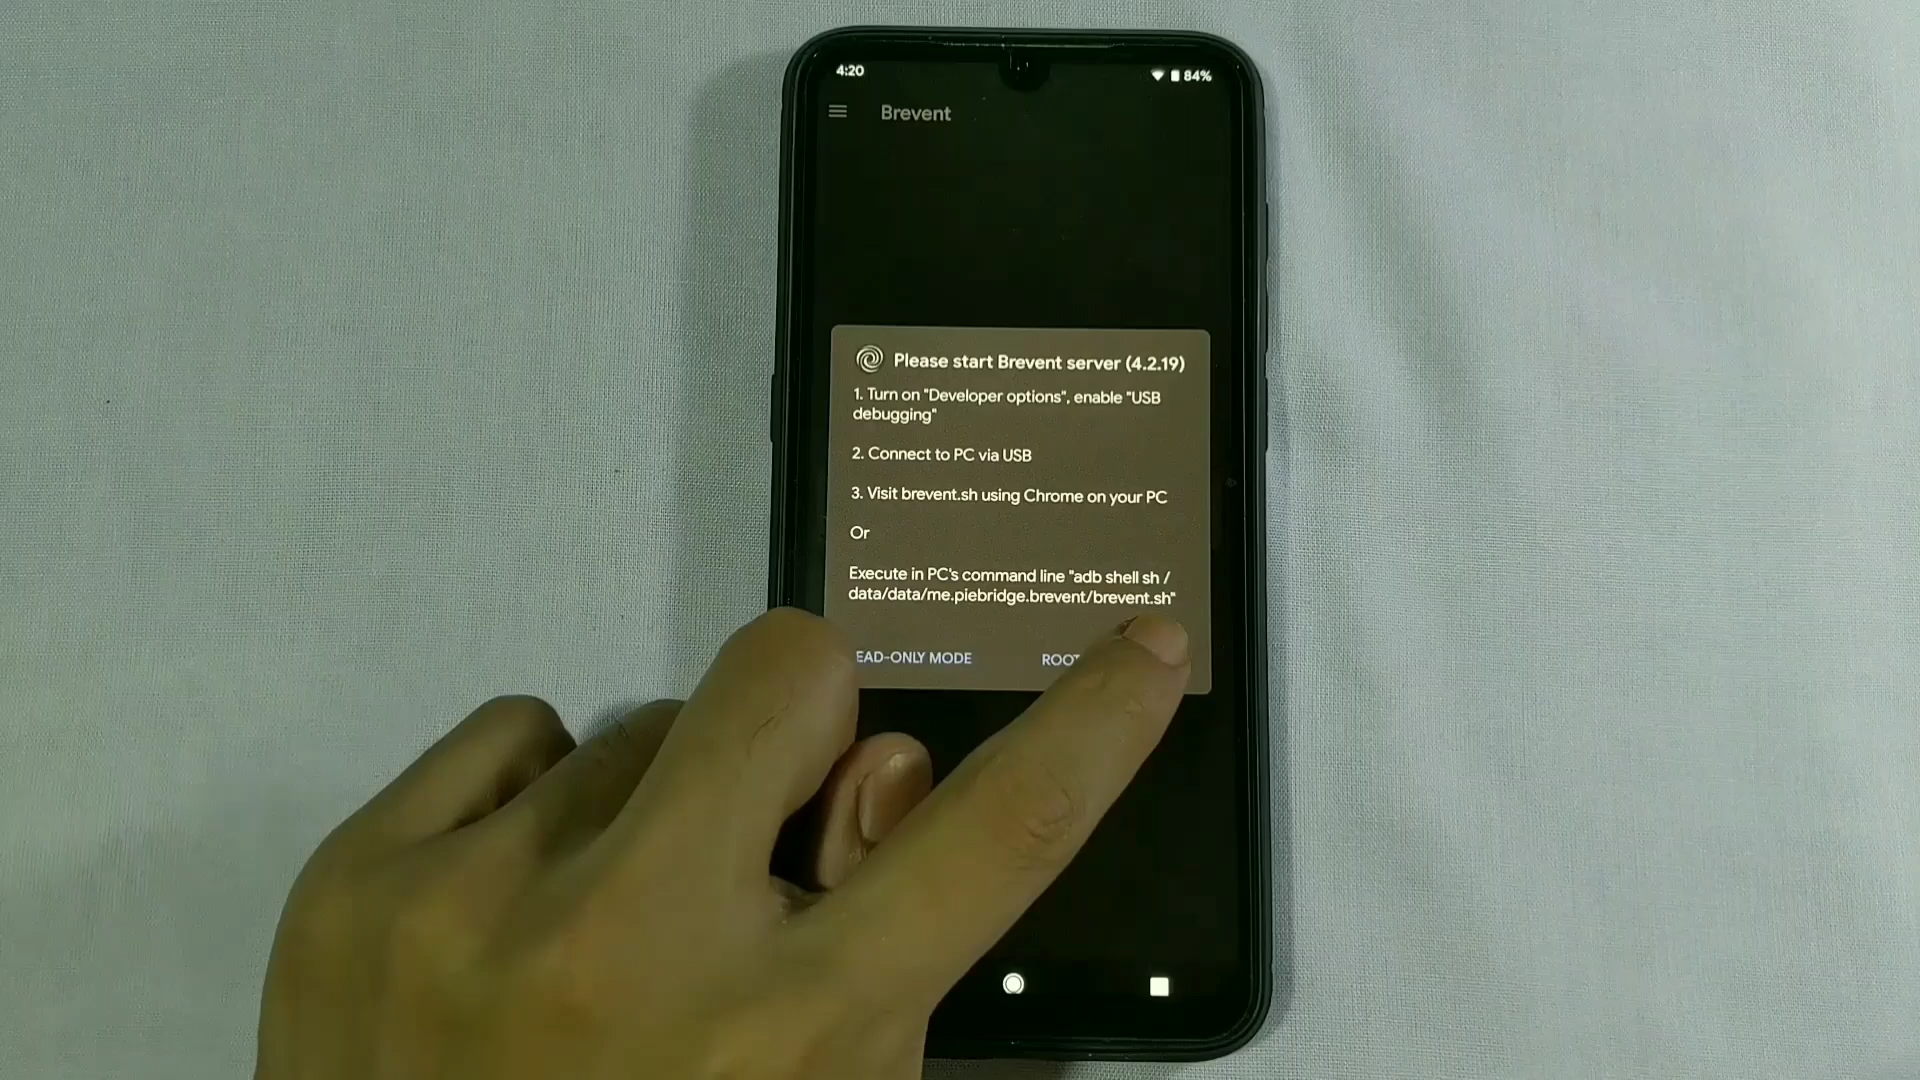 4:20
84%
Brevent
Please start Brevent server (4.2.19)
1. Turn on "Developer options", enable "USB
debugging"
2. Connect to PC via USB
3. Visit brevent.sh using Chrome on your PC
Or
Execute in PC's command line "adb shell sh /
data/data/me.piebridge.brevent/brevent.sh"
EAD-ONLY MODE
ROOT